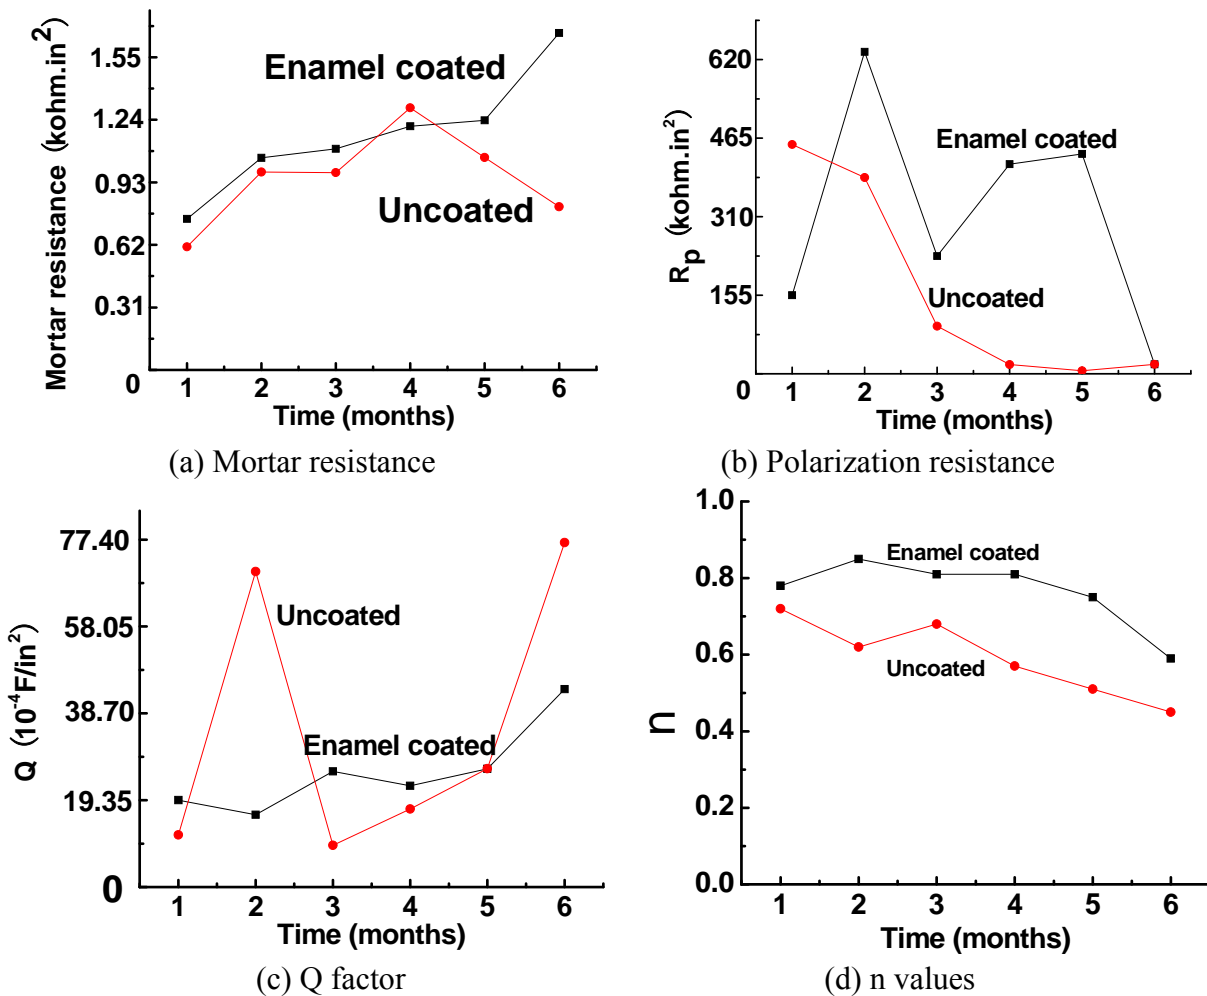 Mortar resistance (kohm.in²)
1.55
1.24
0.93
0.62
0.31
0
Enamel coated
Uncoated
1 2 3 4 5 6
Time (months)
(a) Mortar resistance
Rp (kohm.in²)
620
465
310
155
0
Enamel coated
Uncoated
1 2 3 4 5 6
Time (months)
(b) Polarization resistance
Q (10⁻⁴F/in²)
77.40
58.05
38.70
19.35
0
Uncoated
Enamel coated
1 2 3 4 5 6
Time (months)
(c) Q factor
n
1.0
0.8
0.6
0.4
0.2
0.0
Enamel coated
Uncoated
1 2 3 4 5 6
Time (months)
(d) n values